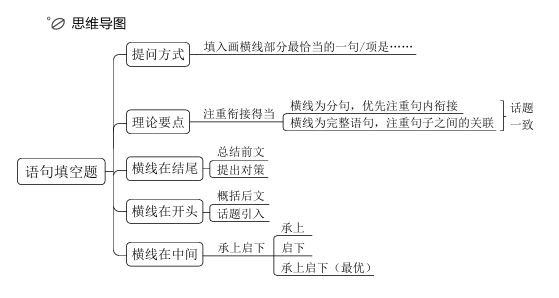 思维导图
提问方式
填入画横线部分最恰当的一句/项是……
理论要点
注重衔接得当
横线为分句，优先注重句内衔接
横线为完整语句，注重句子之间的关联
话题
一致
语句填空题
横线在结尾
总结前文
提出对策
横线在开头
概括后文
话题引入
横线在中间
承上启下
承上
启下
承上启下（最优）